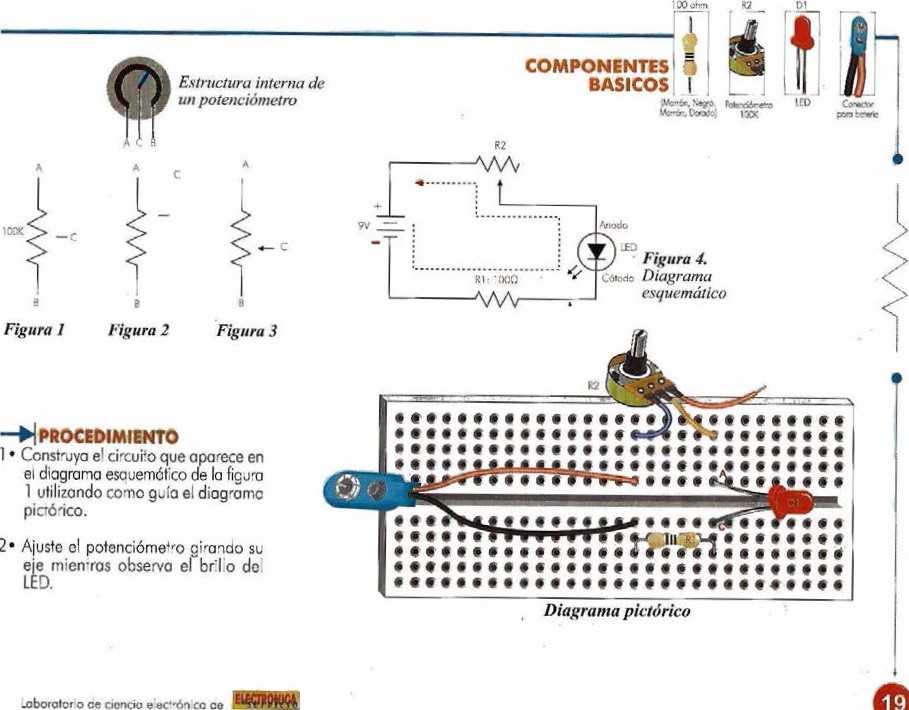 100 ohm
R2
D1
COMPONENTES
BASICOS
(Marrón, Negro,
Marrón, Dorado)
Potenciómetro
100K
LED
Conector
para batería
Estructura interna de
un potenciómetro
A C B
A
100K
C
B
Figura 1
A
C
B
Figura 2
A
C
B
Figura 3
R2
+
9V
-
Anodo
LED
Cátodo
R1: 100Ω
Figura 4.
Diagrama
esquemático
R2
A
D1
C
R1
Diagrama pictórico
PROCEDIMIENTO
1• Construya el circuito que aparece en
el diagrama esquemático de la figura
1 utilizando como guía el diagrama
pictórico.
2• Ajuste el potenciómetro girando su
eje mientras observa el brillo del
LED.
Laboratorio de ciencia electrónica de ELECTRONICA
servicio
19